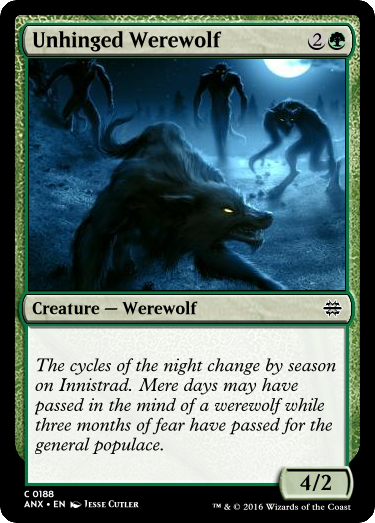 Unhinged Werewolf 2
Creature — Werewolf
The cycles of the night change by season
on Innistrad. Mere days may have
passed in the mind of a werewolf while
three months of fear have passed for the
general populace.
4/2
C 0188
ANX • EN Jesse Cutler
™ & © 2016 Wizards of the Coast